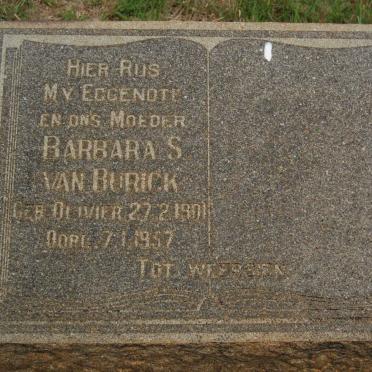 Hier Rus
My Eggenote
en ons Moeder
Barbara S.
van Burick
Geb. Olivier 27.2.1901
Oorl. 7.1.1957
Tot weersien